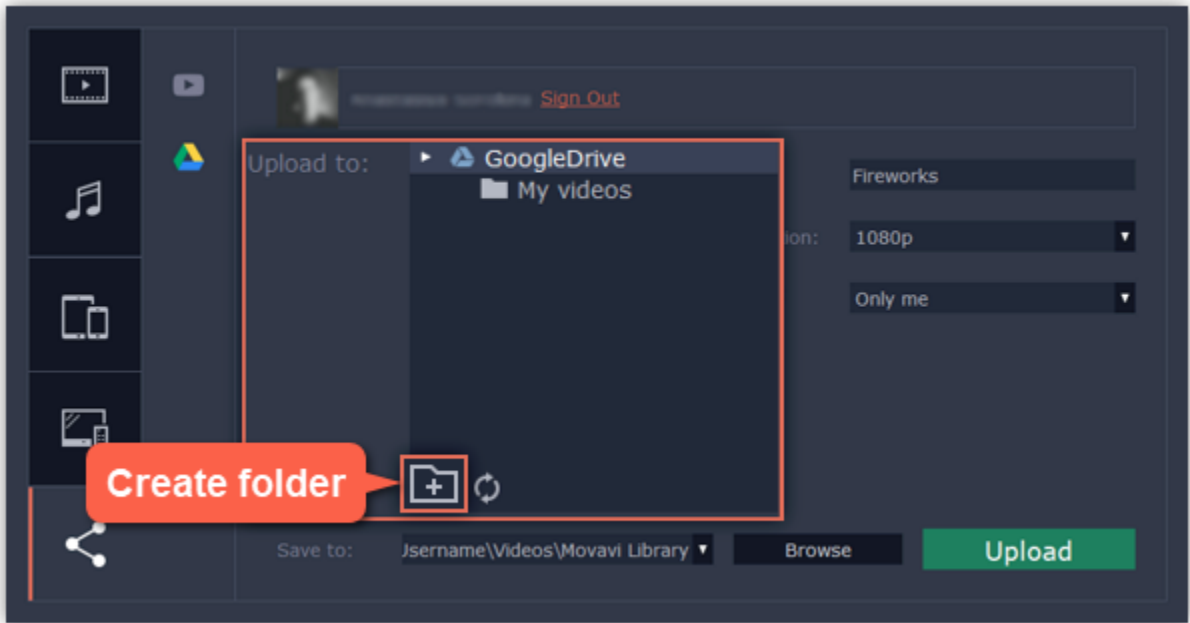 Sign Out
Upload to:
GoogleDrive
My videos
Fireworks
ion:
1080p
Only me
Create folder
Save to:
Jsername\Videos\Movavi Library
Browse
Upload